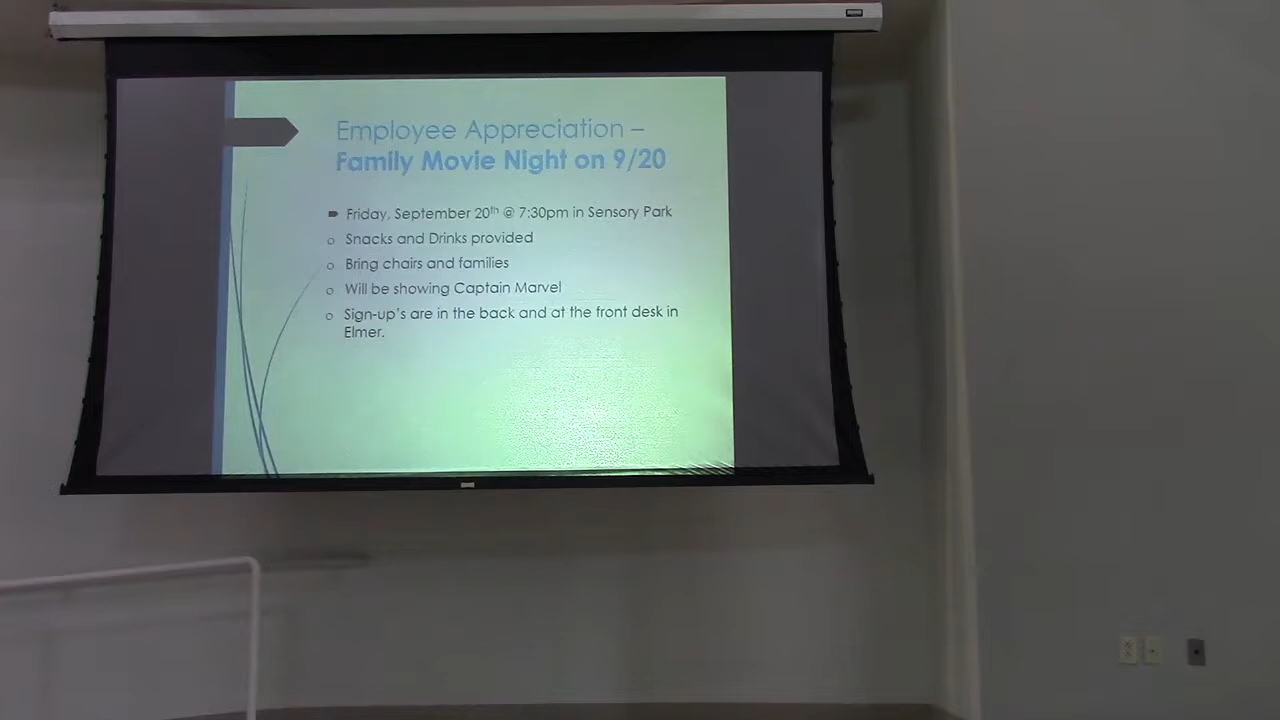 Employee Appreciation –
Family Movie Night on 9/20
Friday, September 20th @ 7:30pm in Sensory Park
Snacks and Drinks provided
Bring chairs and families
Will be showing Captain Marvel
Sign-up's are in the back and at the front desk in
Elmer.